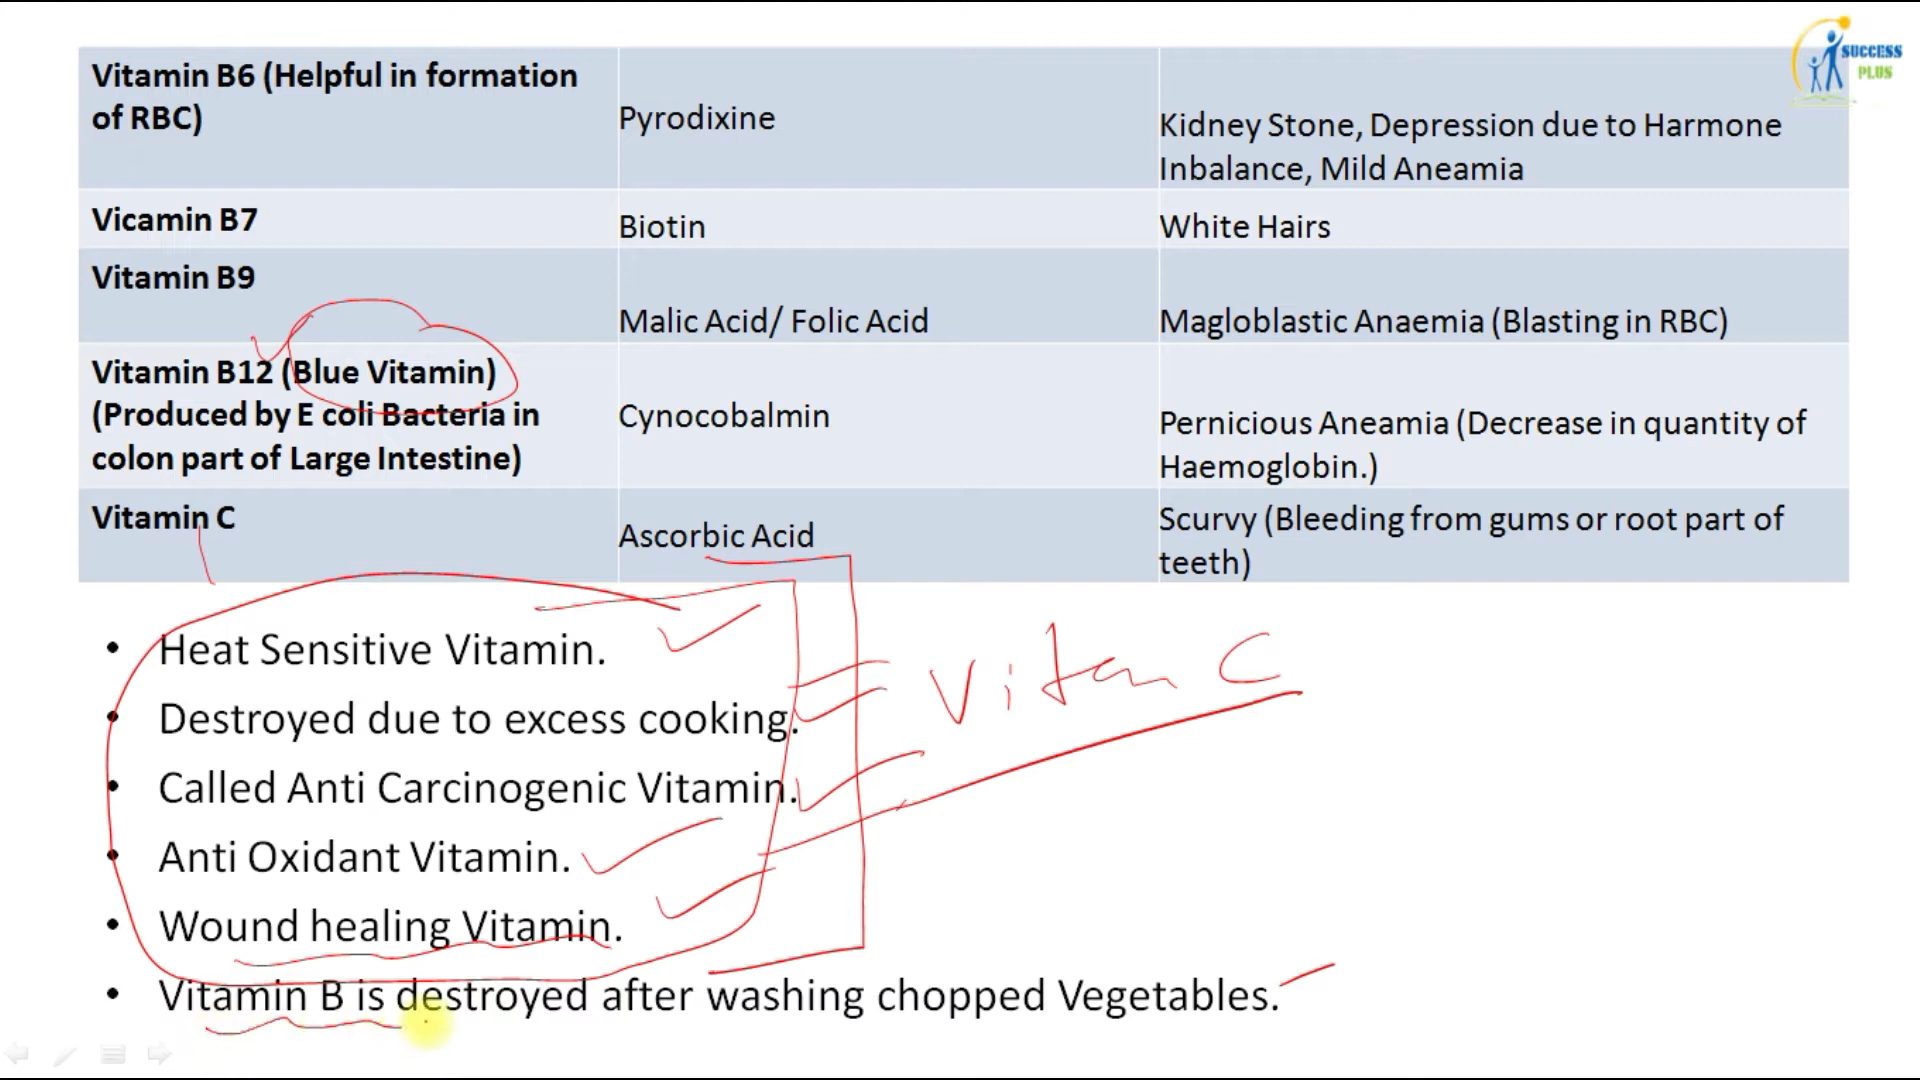 SUCCESS
PLUS
Vitamin B6 (Helpful in formation
of RBC)
Pyrodixine
Kidney Stone, Depression due to Harmone
Inbalance, Mild Aneamia
Vicamin B7
Biotin
White Hairs
Vitamin B9
Malic Acid/ Folic Acid
Magloblastic Anaemia (Blasting in RBC)
Vitamin B12 (Blue Vitamin)
(Produced by E coli Bacteria in
colon part of Large Intestine)
Cynocobalmin
Pernicious Aneamia (Decrease in quantity of
Haemoglobin.)
Vitamin C
Ascorbic Acid
Scurvy (Bleeding from gums or root part of
teeth)
• Heat Sensitive Vitamin.
• Destroyed due to excess cooking.
• Called Anti Carcinogenic Vitamin.
• Anti Oxidant Vitamin.
• Wound healing Vitamin.
• Vitamin B is destroyed after washing chopped Vegetables.
Vitam C